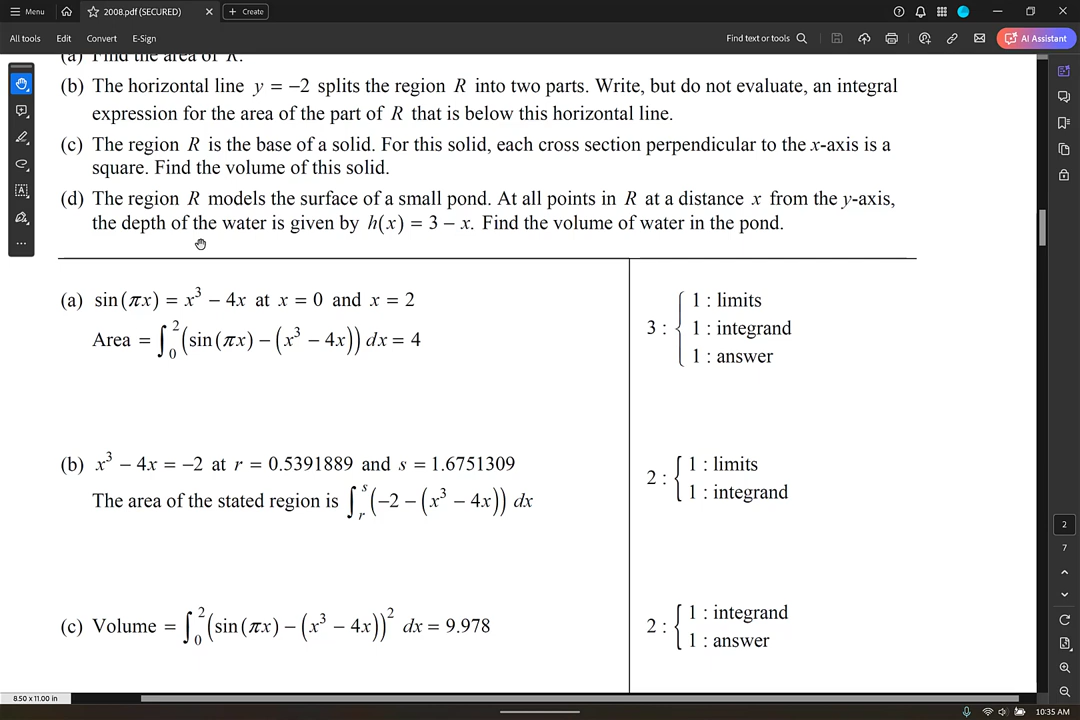 Menu
2008.pdf (SECURED)
Create
All tools Edit Convert E-Sign
Find text or tools
AI Assistant
(a) Find the area of R.
(b) The horizontal line y = −2 splits the region R into two parts. Write, but do not evaluate, an integral
expression for the area of the part of R that is below this horizontal line.
(c) The region R is the base of a solid. For this solid, each cross section perpendicular to the x-axis is a
square. Find the volume of this solid.
(d) The region R models the surface of a small pond. At all points in R at a distance x from the y-axis,
the depth of the water is given by h(x) = 3 − x. Find the volume of water in the pond.
(a) sin(πx) = x³ − 4x at x = 0 and x = 2
Area = ∫₀² (sin(πx) − (x³ − 4x)) dx = 4
3 : { 1 : limits
1 : integrand
1 : answer
(b) x³ − 4x = −2 at r = 0.5391889 and s = 1.6751309
The area of the stated region is ∫ᵣˢ (−2 − (x³ − 4x)) dx
2 : { 1 : limits
1 : integrand
(c) Volume = ∫₀² (sin(πx) − (x³ − 4x))² dx = 9.978
2 : { 1 : integrand
1 : answer
2
7
8.50 x 11.00 in
10:35 AM